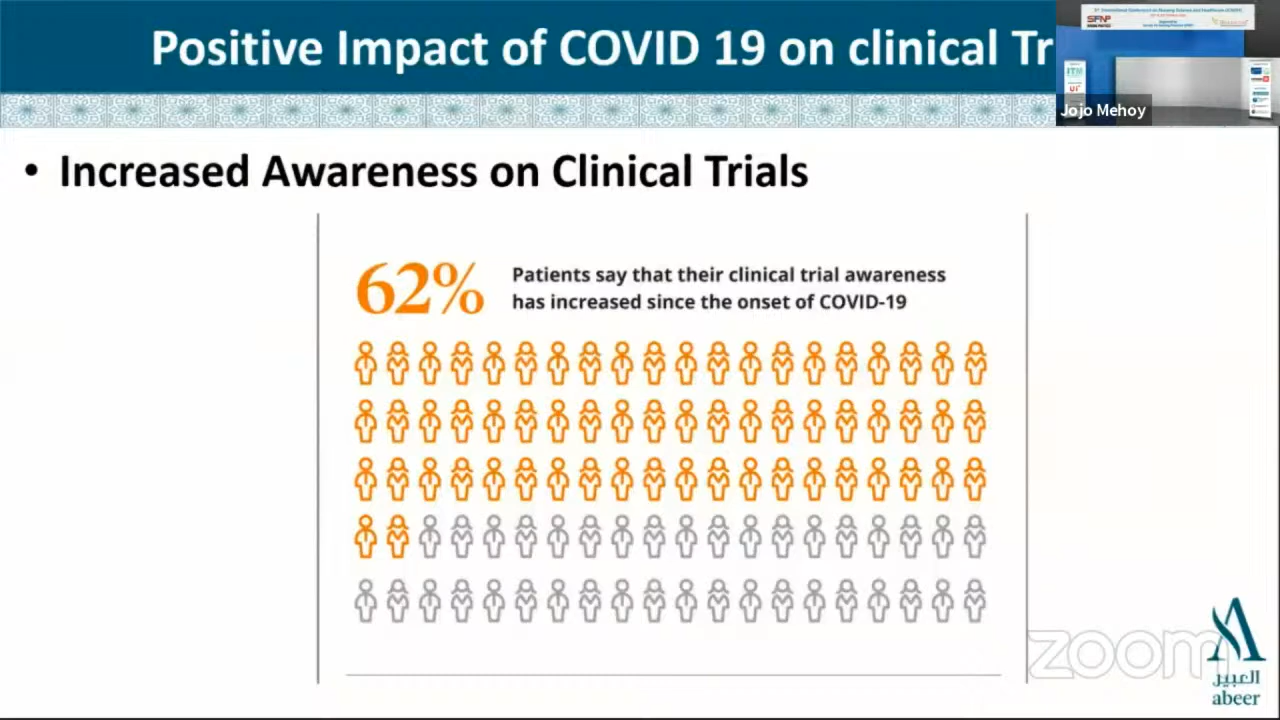 Positive Impact of COVID 19 on clinical Tr
Jojo Mehoy
• Increased Awareness on Clinical Trials
62%
Patients say that their clinical trial awareness
has increased since the onset of COVID-19
zoom
العبير
abeer